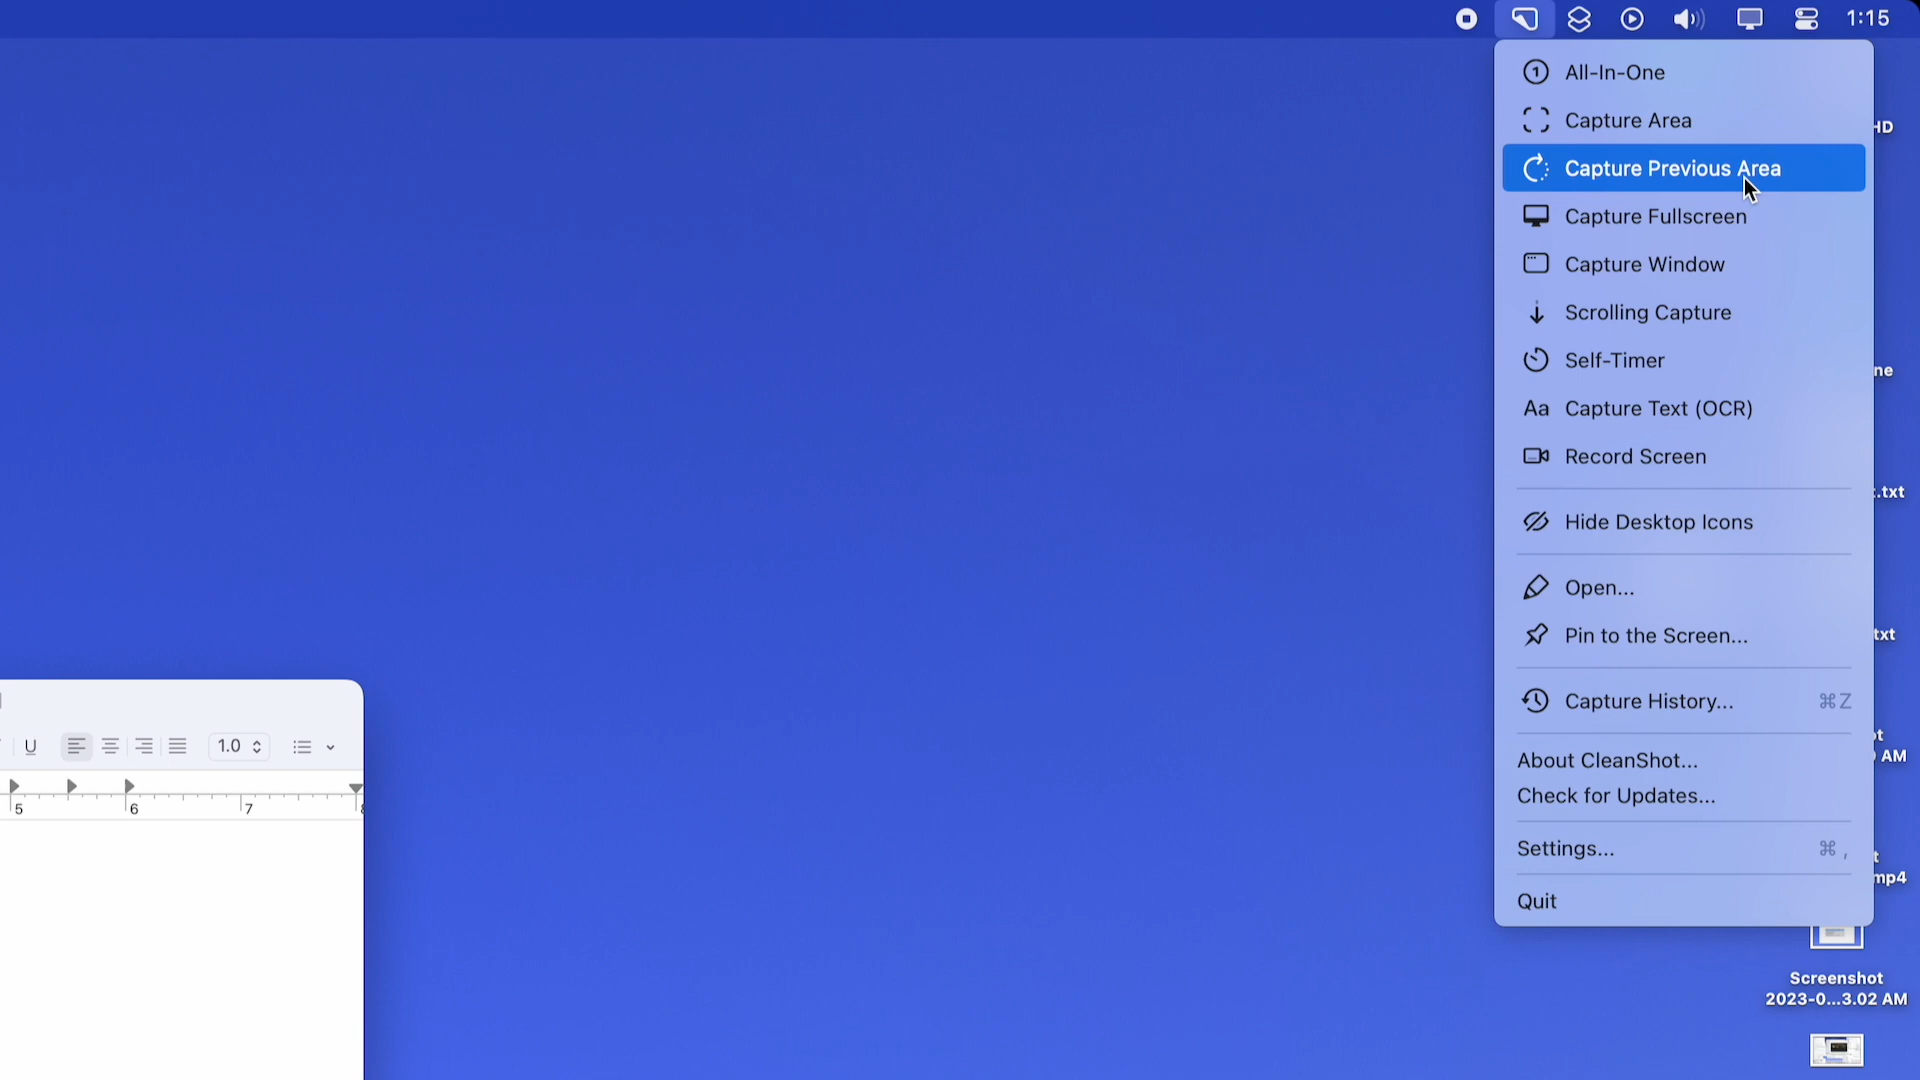 1:15
All-In-One
Capture Area
Capture Previous Area
Capture Fullscreen
Capture Window
Scrolling Capture
Self-Timer
Aa Capture Text (OCR)
Record Screen
Hide Desktop Icons
Open...
Pin to the Screen...
Capture History... ⌘Z
About CleanShot...
Check for Updates...
Settings... ⌘ ,
Quit
HD
ne
.txt
txt
t
AM
t
mp4
Screenshot
2023-0...3.02 AM
U 1.0
5 6 7